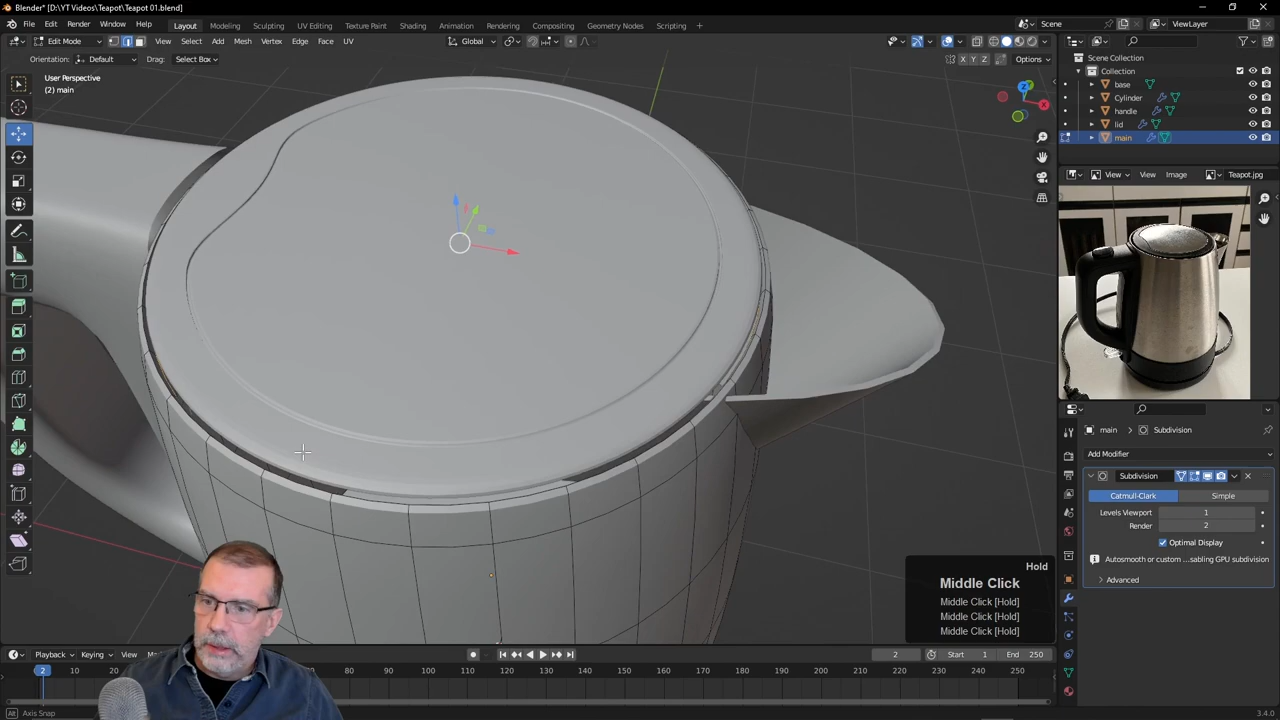 Blender* [D:\YT Videos\Teapot\Teapot 01.blend]
File Edit Render Window Help Layout Modeling Sculpting UV Editing Texture Paint Shading Animation Rendering Compositing Geometry Nodes Scripting + Scene ViewLayer
Edit Mode View Select Add Mesh Vertex Edge Face UV Global
Orientation: Default Drag: Select Box X Y Z Options
User Perspective
(2) main
Scene Collection
Collection
base
Cylinder
handle
lid
main
View View Image Teapot.jpg
main > Subdivision
Add Modifier
Subdivision
Catmull-Clark Simple
Levels Viewport 1
Render 2
Optimal Display
Autosmooth or custom ...sabling GPU subdivision
Advanced
Hold
Middle Click
Middle Click [Hold]
Middle Click [Hold]
Middle Click [Hold]
Playback Keying View 2 Start 1 End 250
2 10 100 110 120 130 140 150 160 170 180 190 200 210 220 230 240 250
Axis Snap 3.4.0